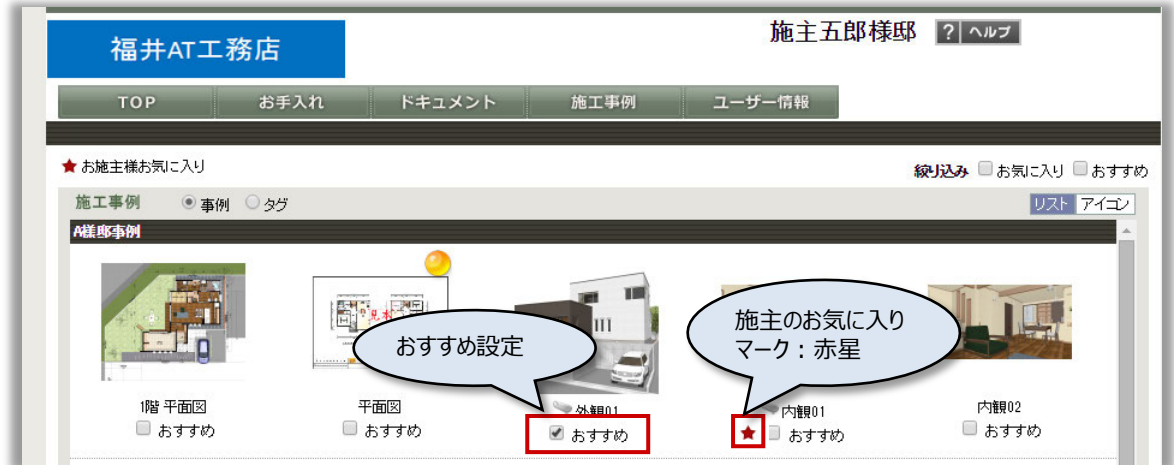 福井AT工務店
施主五郎様邸
? ヘルプ
TOP お手入れ ドキュメント 施工事例 ユーザー情報
★ お施主様お気に入り
絞り込み お気に入り おすすめ
施工事例 事例 タグ
リスト アイコン
A様邸事例
見本
おすすめ設定
施主のお気に入り
マーク：赤星
1階 平面図 平面図 外観01 内観01 内観02
おすすめ おすすめ おすすめ ★ おすすめ おすすめ